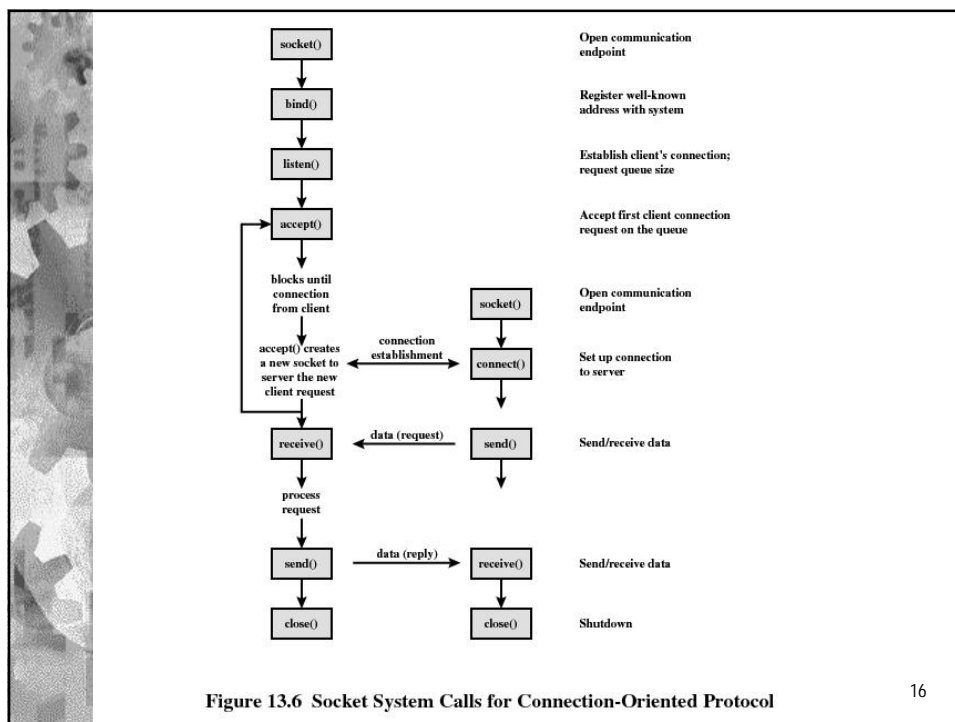 socket()
Open communication
endpoint
bind()
Register well-known
address with system
listen()
Establish client's connection;
request queue size
accept()
Accept first client connection
request on the queue
blocks until
connection
from client
socket()
Open communication
endpoint
accept() creates
a new socket to
server the new
client request
connection
establishment
connect()
Set up connection
to server
receive()
data (request)
send()
Send/receive data
process
request
send()
data (reply)
receive()
Send/receive data
close()
close()
Shutdown
Figure 13.6 Socket System Calls for Connection-Oriented Protocol
16